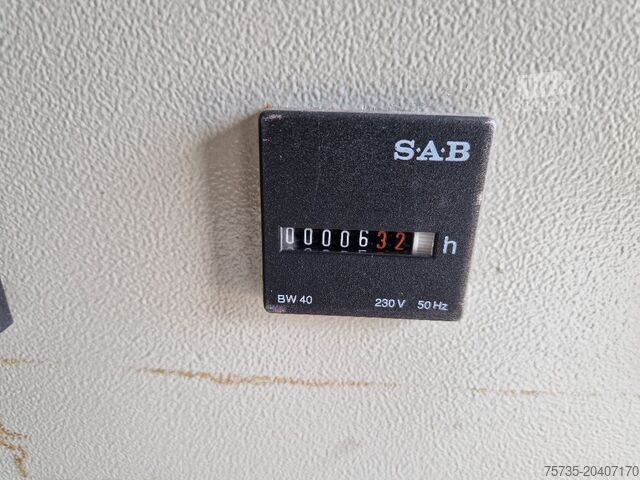 S·A·B
0000632 h
BW 40 230 V 50 Hz
75735-20407170